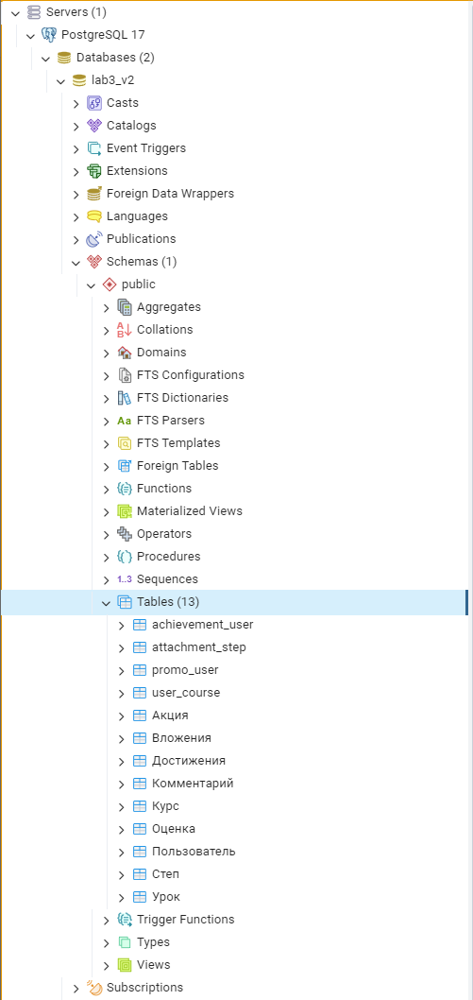 Servers (1)
PostgreSQL 17
Databases (2)
lab3_v2
Casts
Catalogs
Event Triggers
Extensions
Foreign Data Wrappers
Languages
Publications
Schemas (1)
public
Aggregates
A
B
Collations
Domains
FTS Configurations
FTS Dictionaries
Aa FTS Parsers
FTS Templates
Foreign Tables
Functions
Materialized Views
Operators
Procedures
1..3 Sequences
Tables (13)
achievement_user
attachment_step
promo_user
user_course
Акция
Вложения
Достижения
Комментарий
Курс
Оценка
Пользователь
Степ
Урок
Trigger Functions
Types
Views
Subscriptions